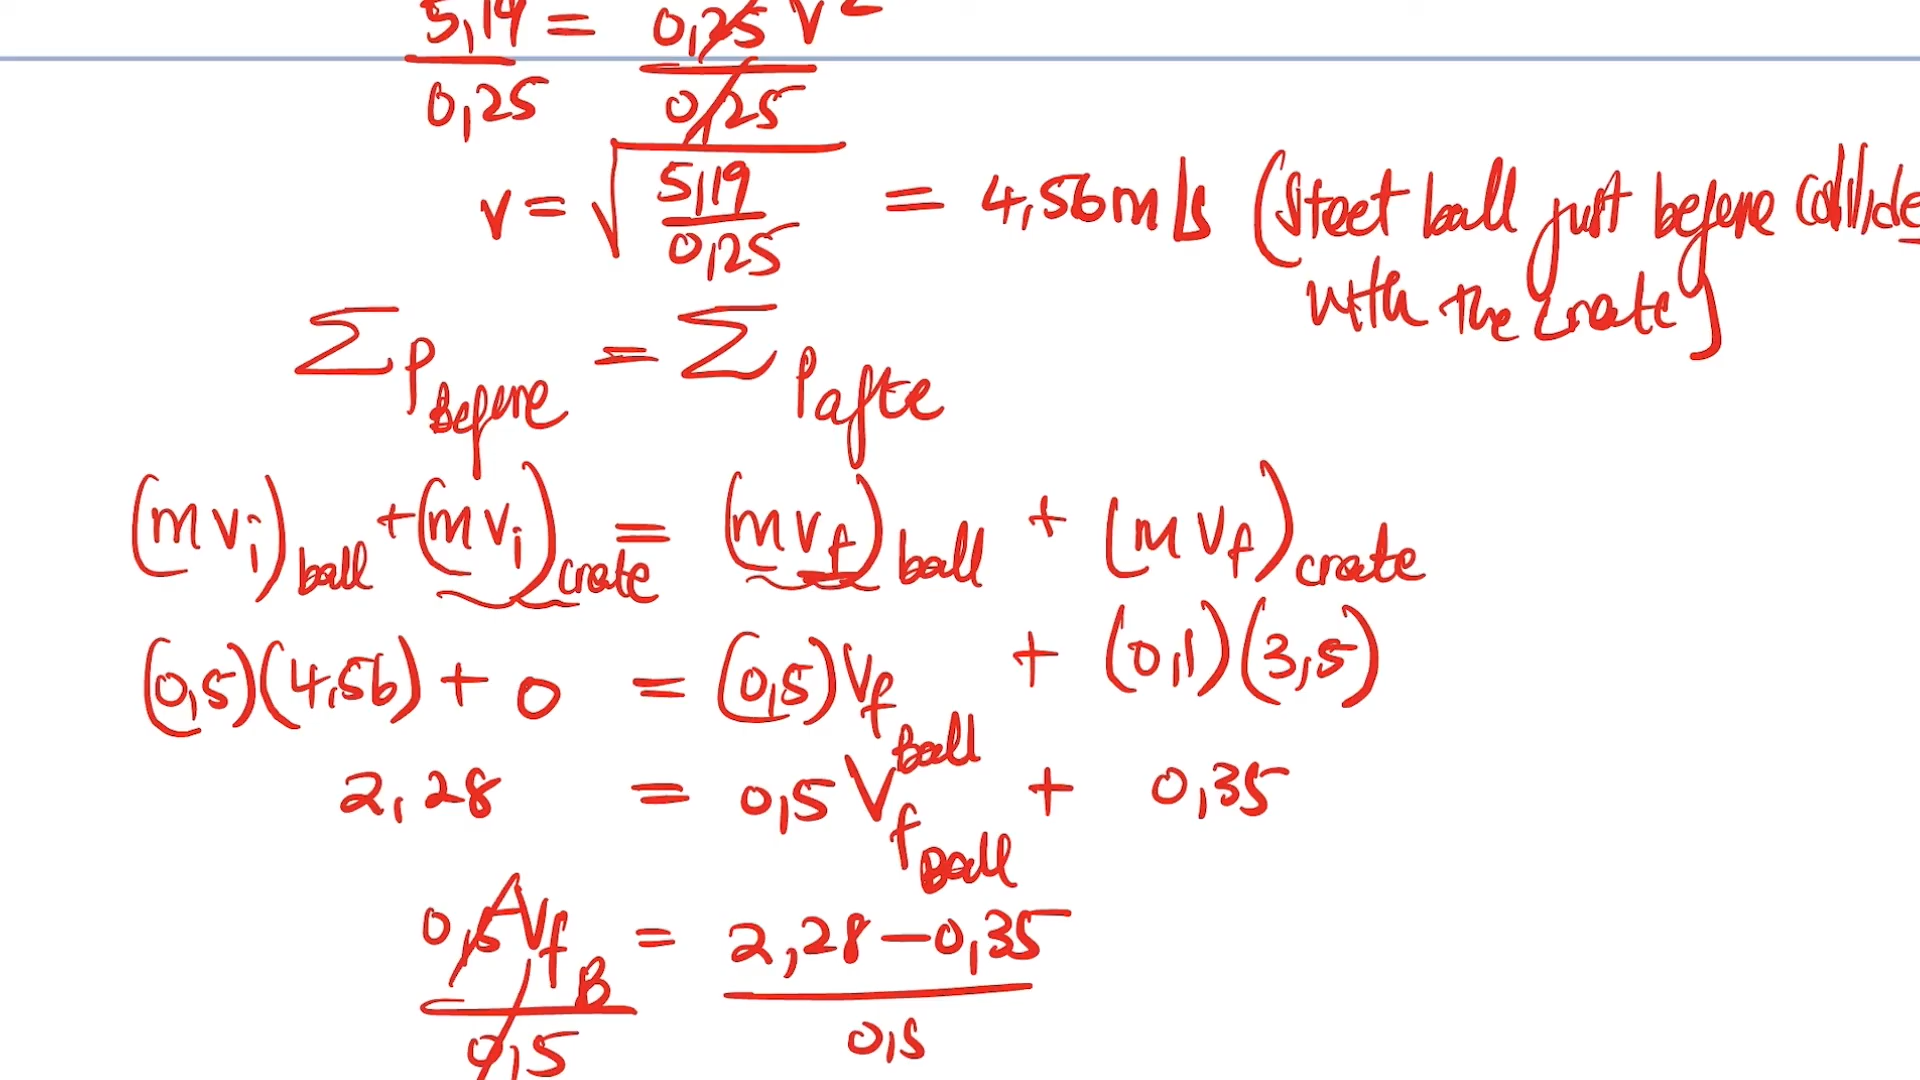 5,19 = 0,25 v²
0,25 0,25
v = √5,19/0,25 = 4,56 m/s (Steel ball just before collide
with the crate)
Σ P Before = Σ P afte
(m vi) ball + (m vi) crate = (m vf) ball + (m vf) crate
(0,5)(4,56) + 0 = (0,5) Vf Ball + (0,1)(3,5)
2,28 = 0,5 Vf Ball + 0,35
0,5 Vf B = 2,28 – 0,35
0,5 0,5